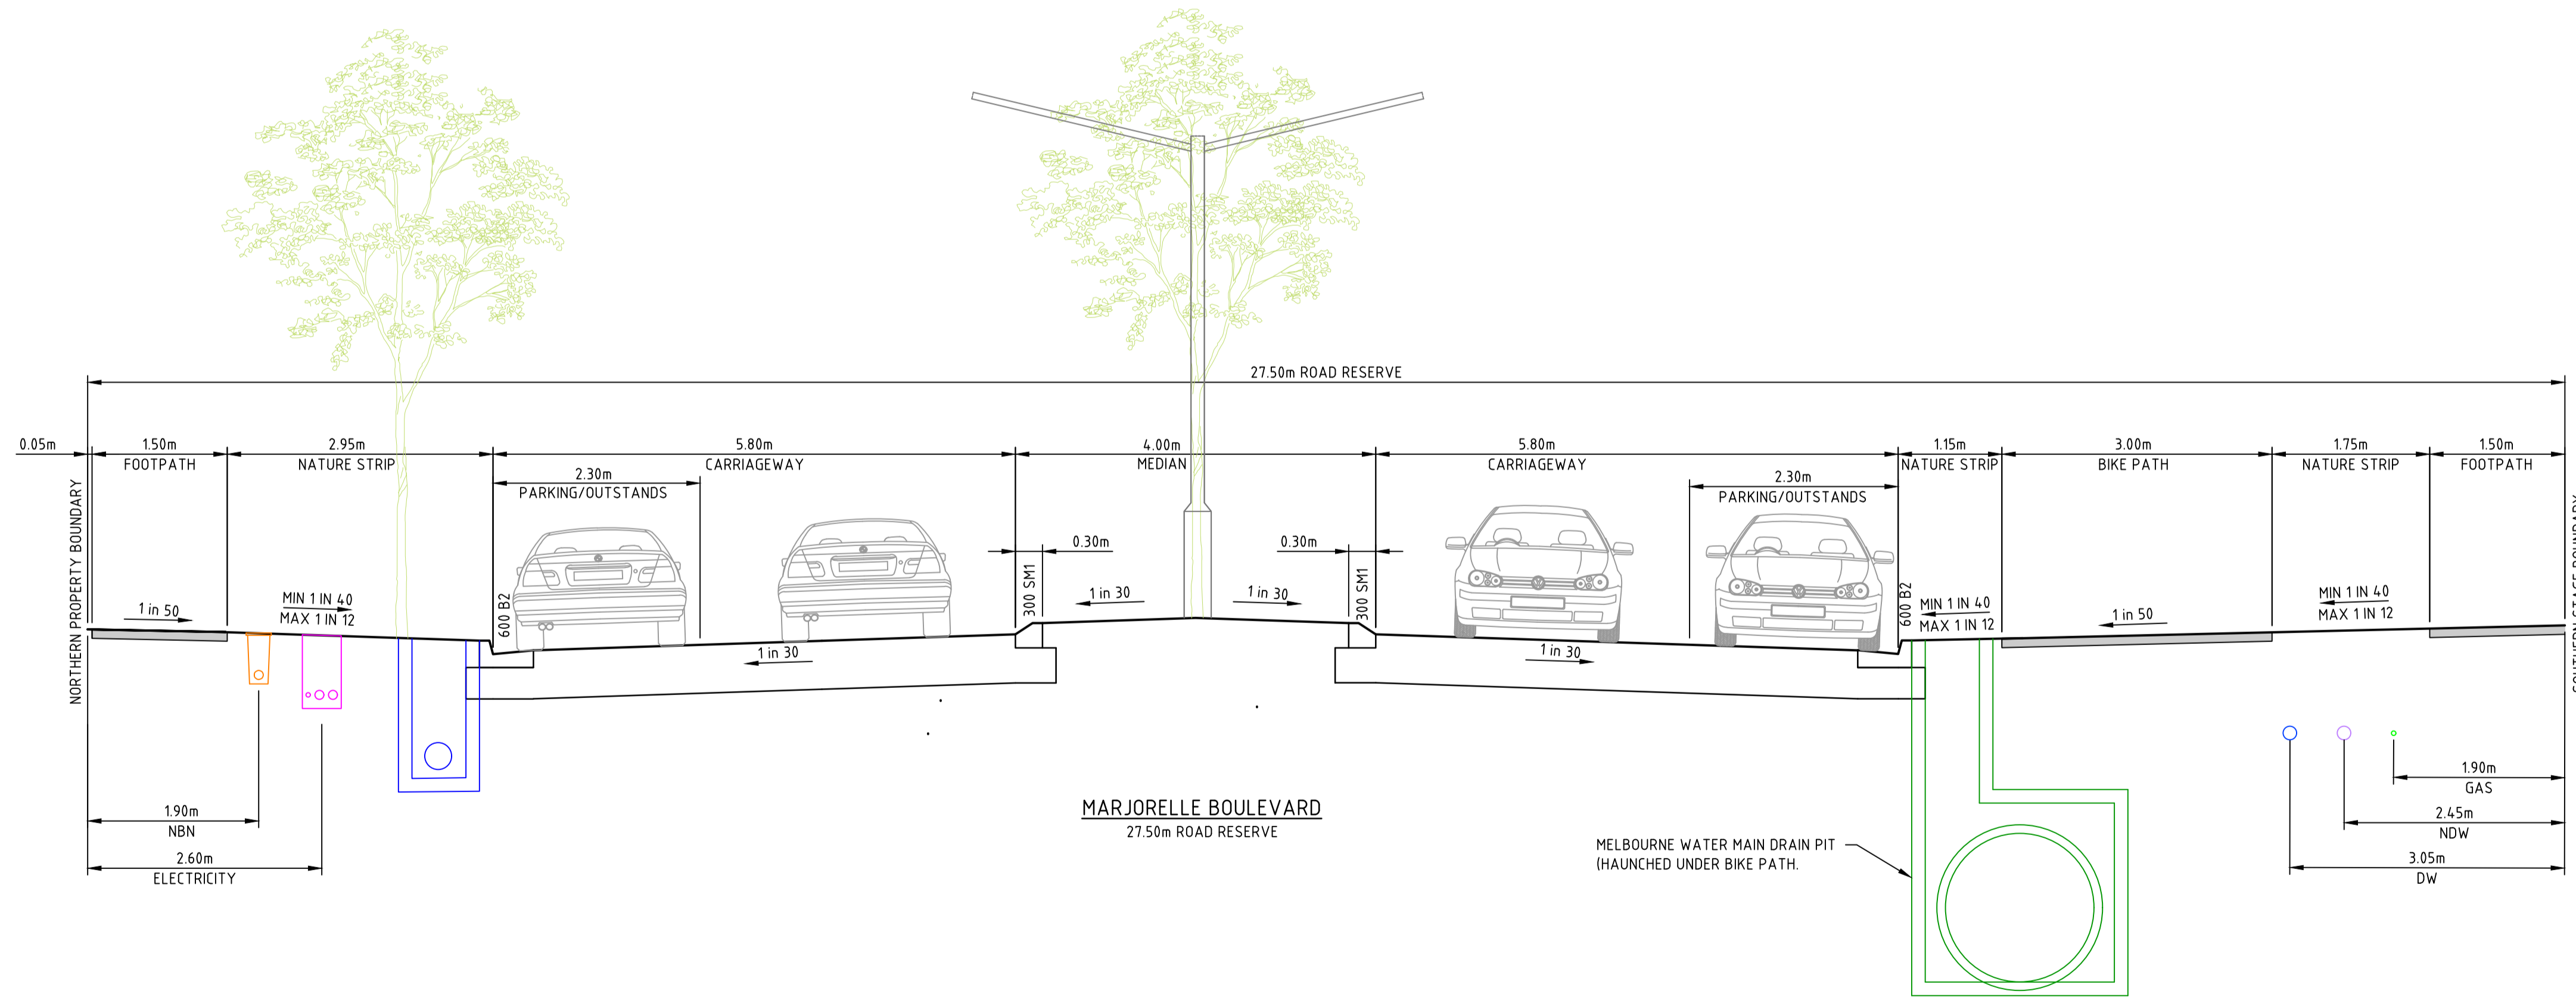 27.50m ROAD RESERVE
0.05m
1.50m
FOOTPATH
2.95m
NATURE STRIP
5.80m
CARRIAGEWAY
4.00m
MEDIAN
5.80m
CARRIAGEWAY
1.15m
NATURE STRIP
3.00m
BIKE PATH
1.75m
NATURE STRIP
1.50m
FOOTPATH
2.30m
PARKING/OUTSTANDS
2.30m
PARKING/OUTSTANDS
0.30m
0.30m
NORTHERN PROPERTY BOUNDARY
1 in 50
MIN 1 IN 40
MAX 1 IN 12
600 B2
1 in 30
300 SM1
1 in 30
1 in 30
300 SM1
1 in 30
600 B2
MIN 1 IN 40
MAX 1 IN 12
1 in 50
MIN 1 IN 40
MAX 1 IN 12
1.90m
NBN
2.60m
ELECTRICITY
MARJORELLE BOULEVARD
27.50m ROAD RESERVE
MELBOURNE WATER MAIN DRAIN PIT
(HAUNCHED UNDER BIKE PATH.
1.90m
GAS
2.45m
NDW
3.05m
DW